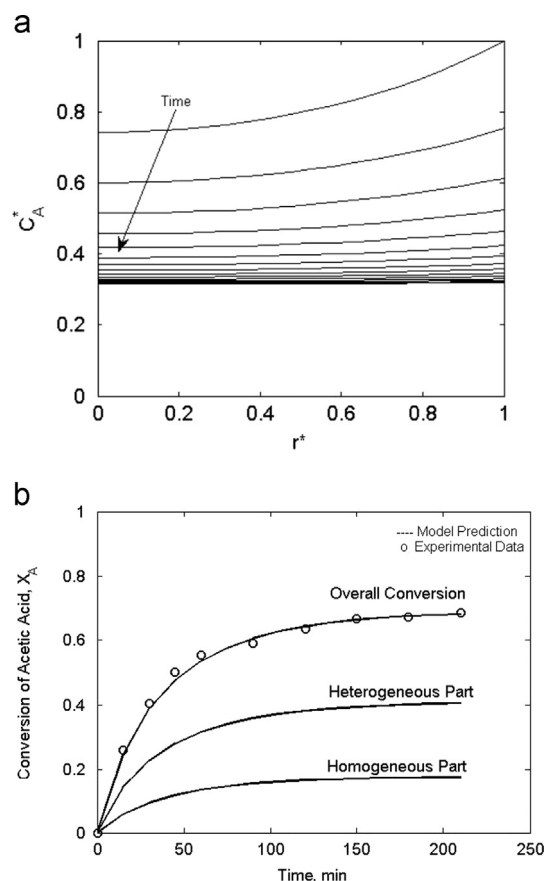 a
1
0.8
0.6
0.4
0.2
0
Time
C*A
0 0.2 0.4 0.6 0.8 1
r*
b
1
0.8
0.6
0.4
0.2
0
Model Prediction
Experimental Data
Overall Conversion
Heterogeneous Part
Homogeneous Part
Conversion of Acetic Acid, XA
0 50 100 150 200 250
Time, min